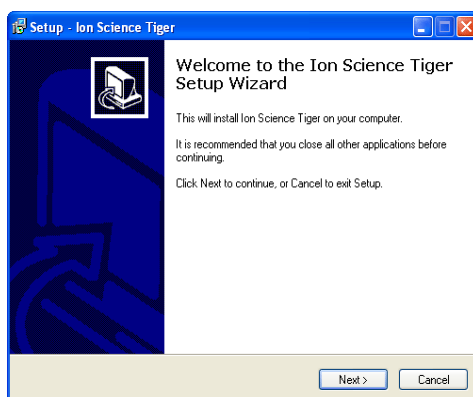 Setup - Ion Science Tiger
Welcome to the Ion Science Tiger
Setup Wizard
This will install Ion Science Tiger on your computer.
It is recommended that you close all other applications before
continuing.
Click Next to continue, or Cancel to exit Setup.
Next >
Cancel